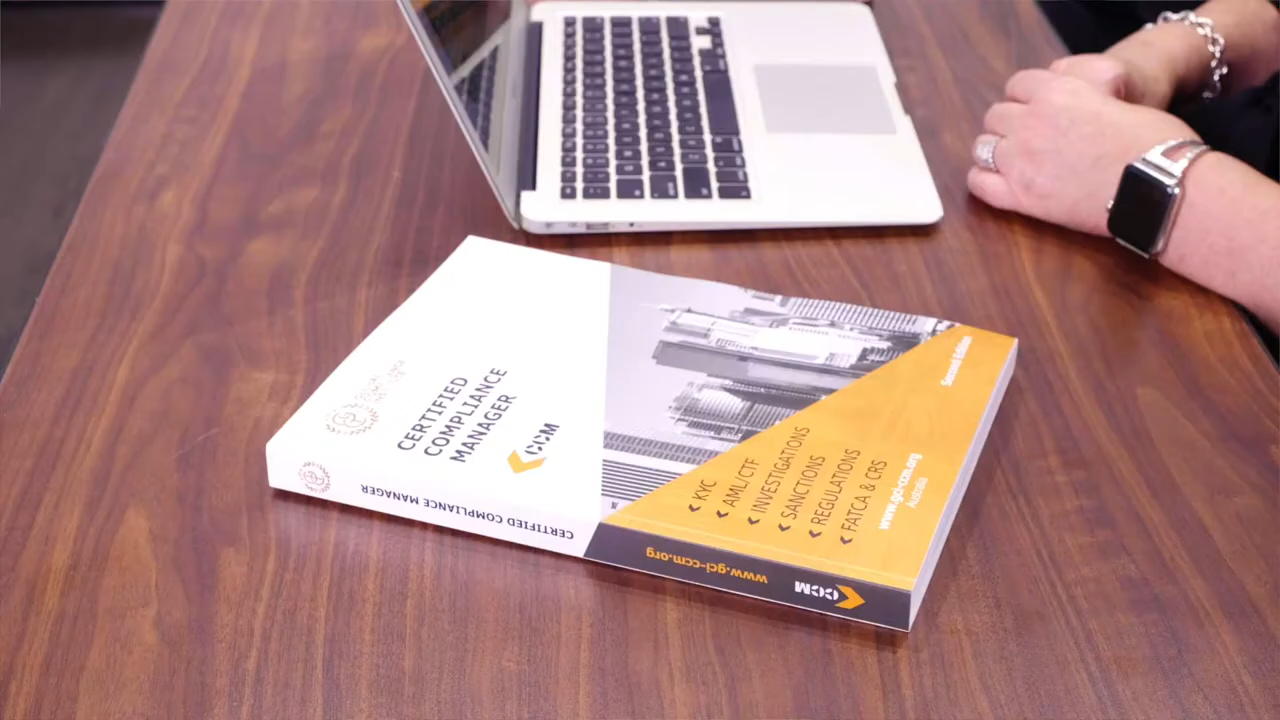 CERTIFIED
COMPLIANCE
MANAGER
CCM
Second Edition
KYC
AML/CTF
INVESTIGATIONS
SANCTIONS
REGULATIONS
FATCA & CRS
www.gci-ccm.org
Australia
CERTIFIED COMPLIANCE MANAGER
www.gci-ccm.org
CCM